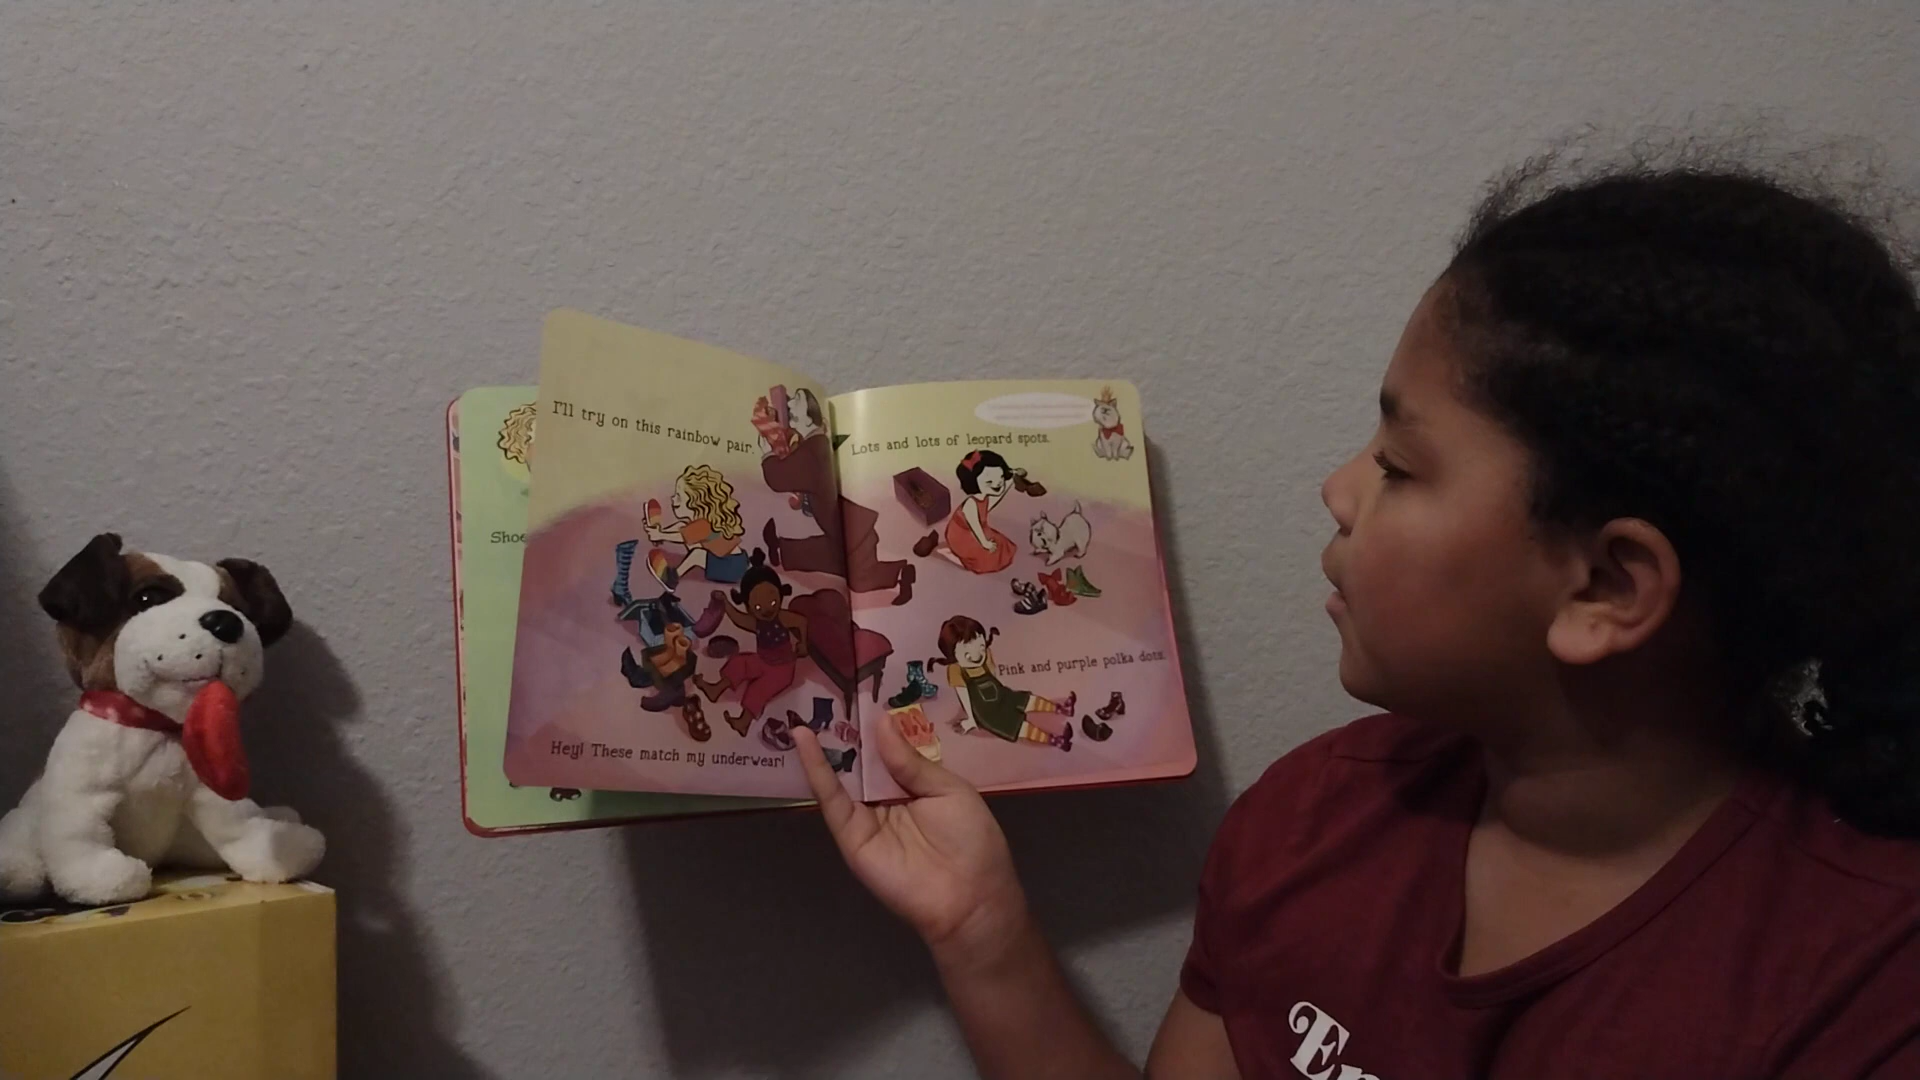 Shoe
I'll try on this rainbow pair.
Hey! These match my underwear!
Lots and lots of leopard spots.
Pink and purple polka dots.
En